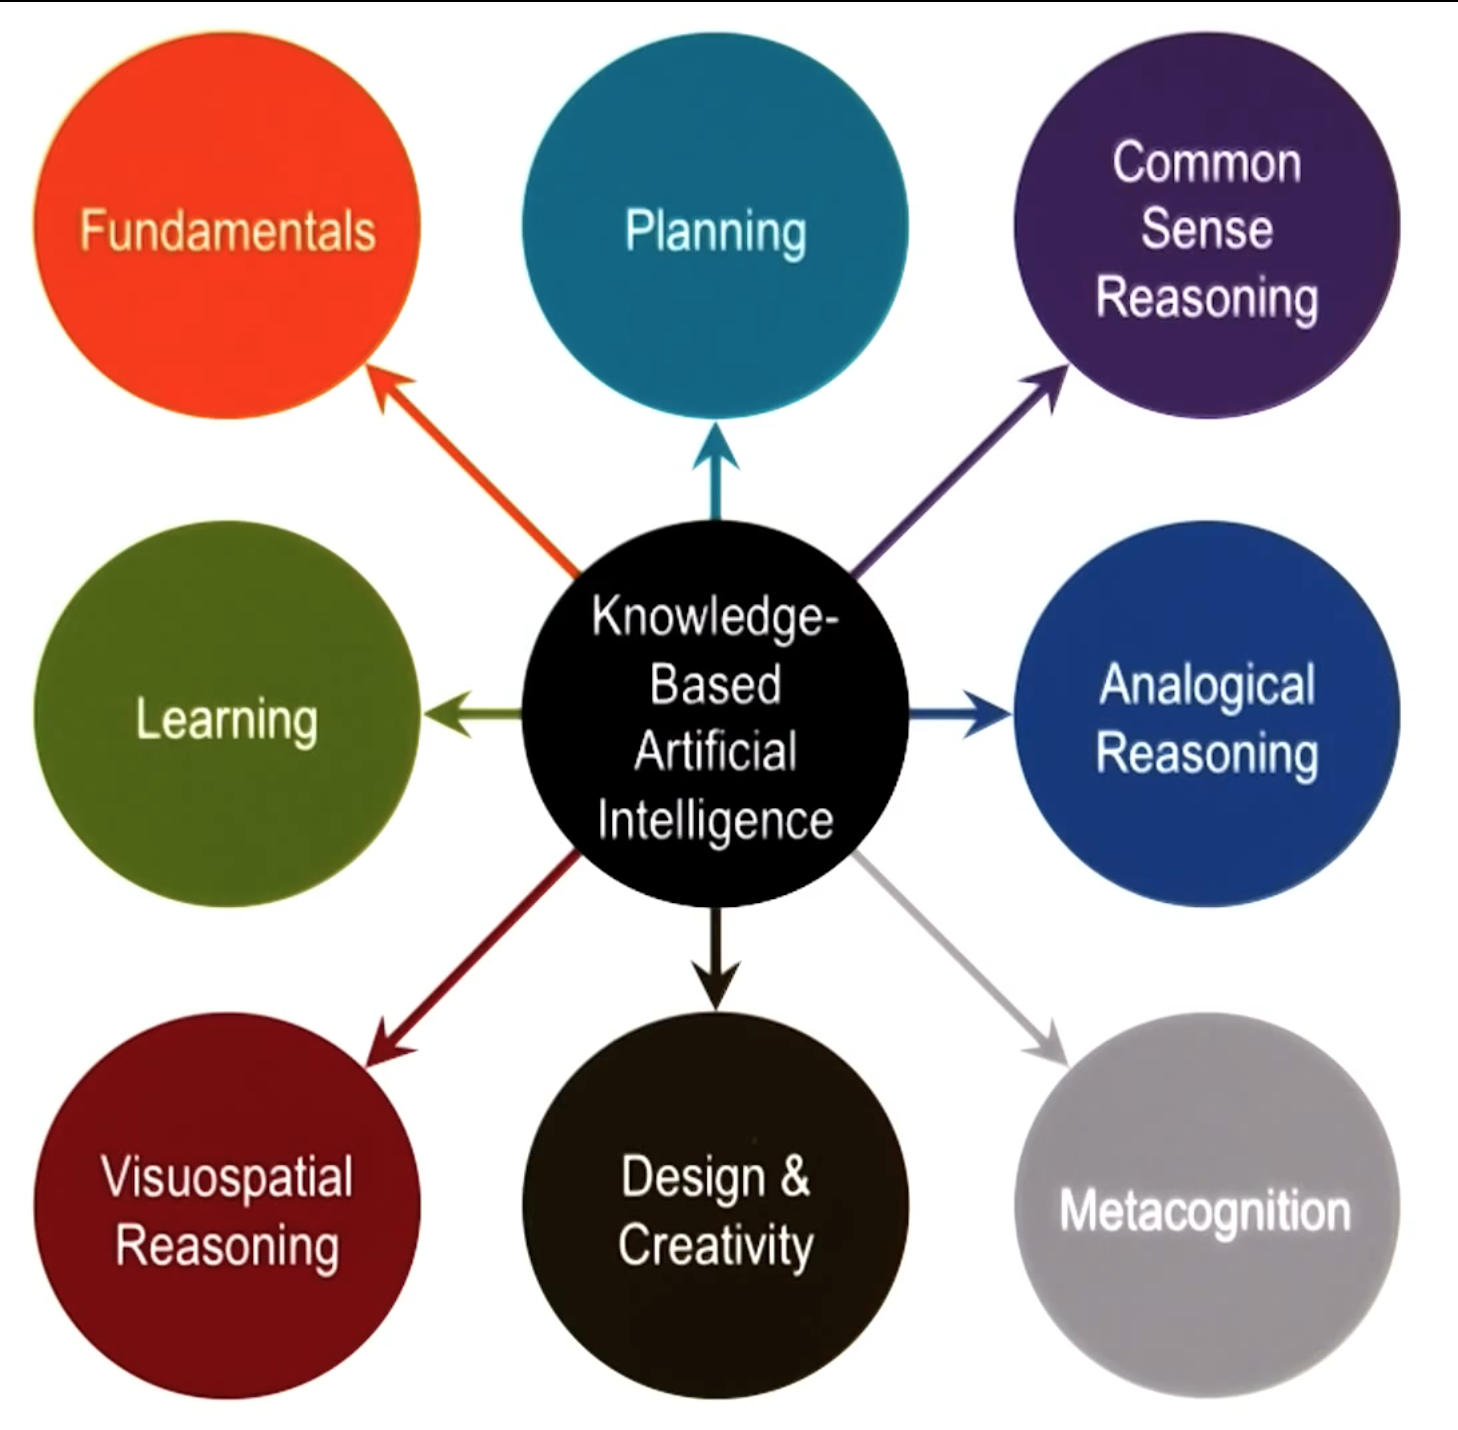 Fundamentals
Planning
Common
Sense
Reasoning
Learning
Knowledge-
Based
Artificial
Intelligence
Analogical
Reasoning
Visuospatial
Reasoning
Design &
Creativity
Metacognition